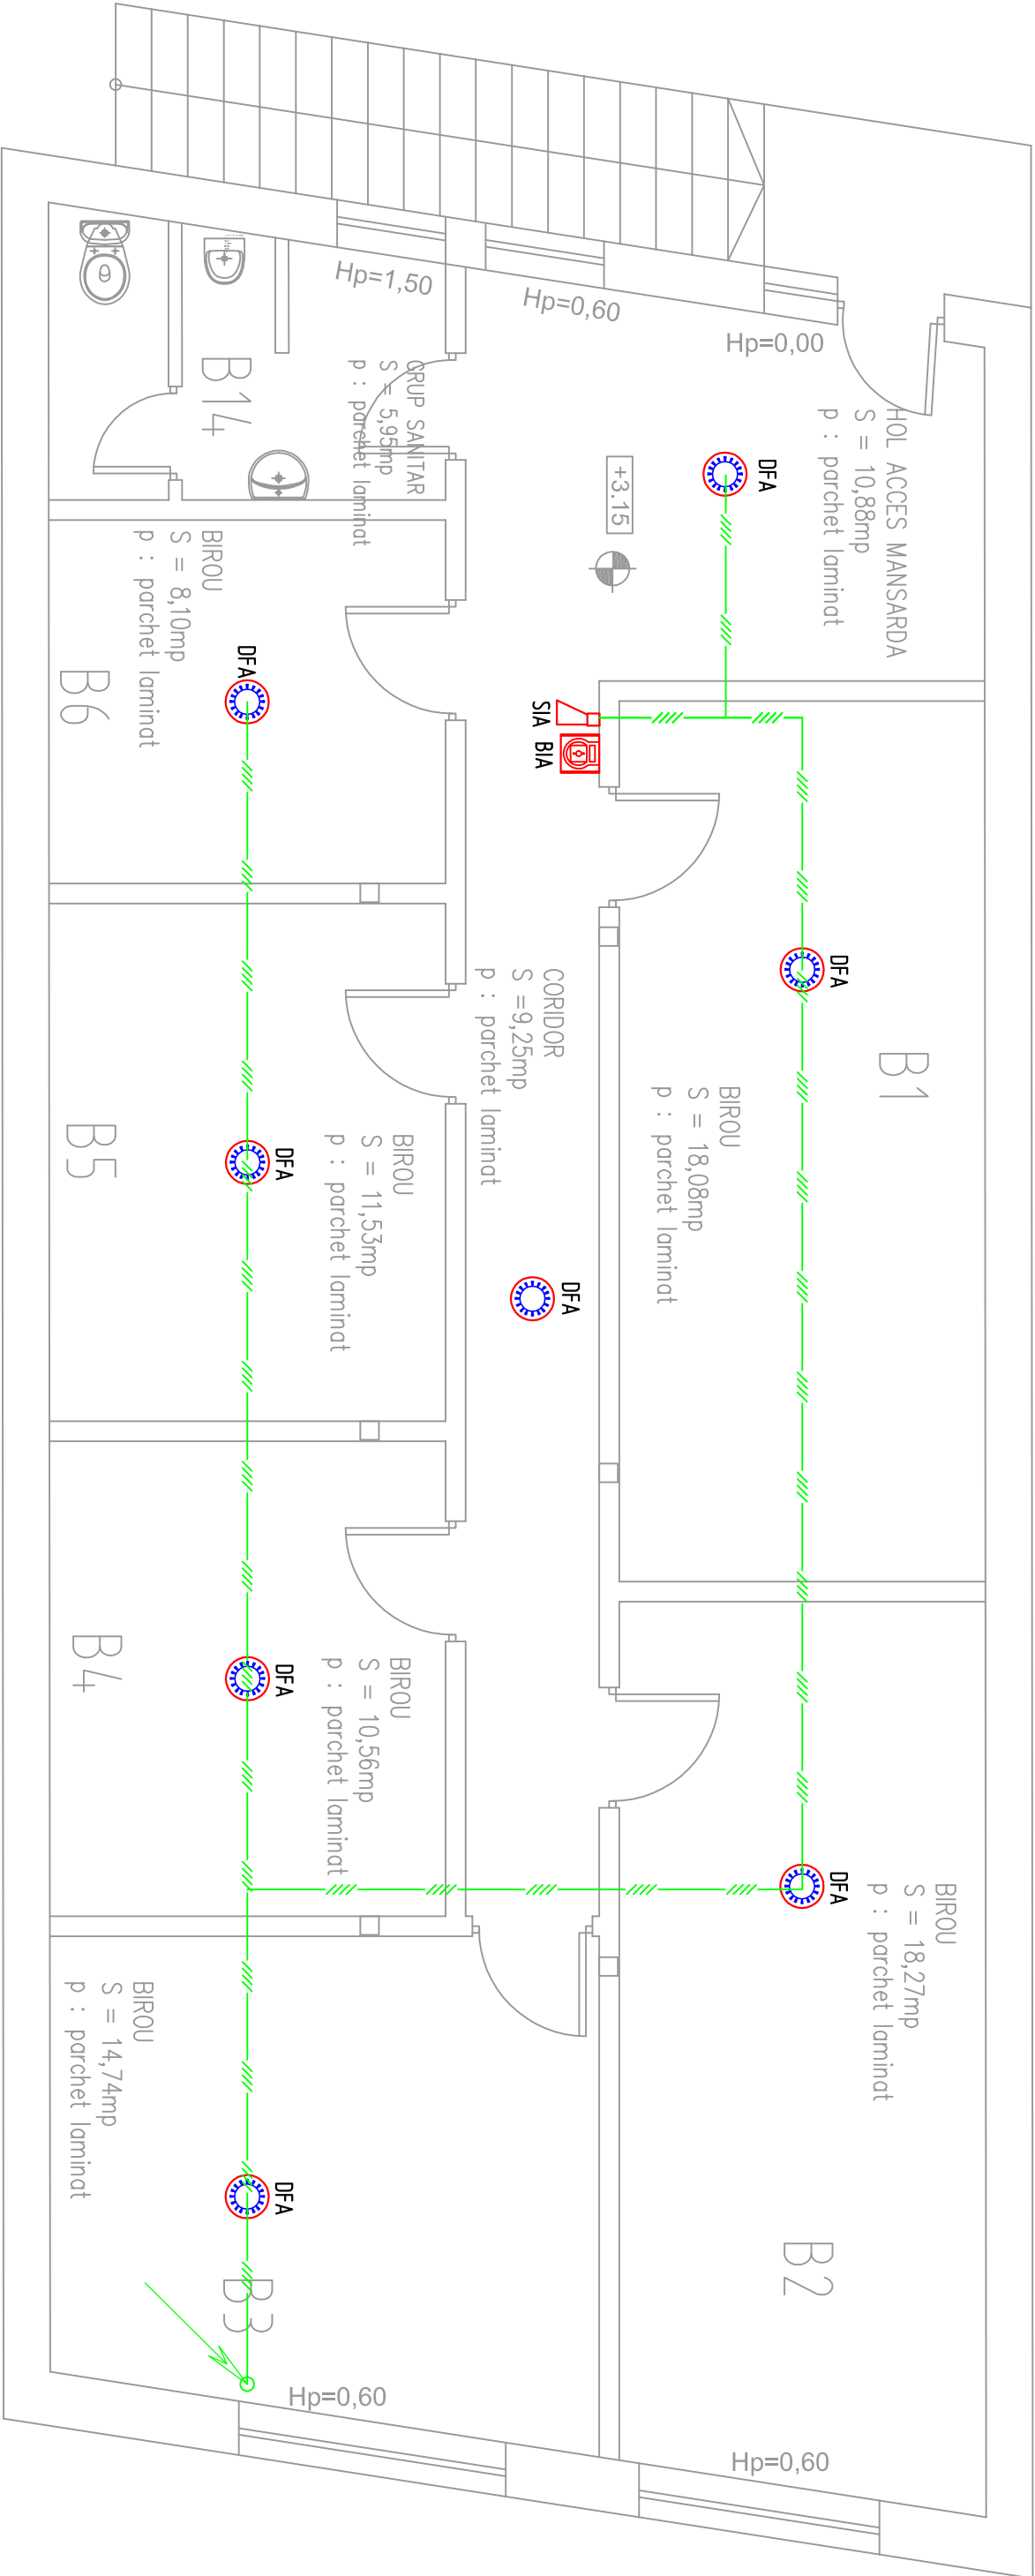 Hp=1,50
Hp=0,60
Hp=0,00
HOL ACCES MANSARDA
S = 10,88mp
p : parchet laminat
GRUP SANITAR
S = 5,95mp
p : parchet laminat
B14
+3.15
DFA
BIROU
S = 8,10mp
p : parchet laminat
B6
DFA
SIA
BIA
DFA
B1
BIROU
S = 18,08mp
p : parchet laminat
CORIDOR
S =9,25mp
p : parchet laminat
DFA
BIROU
S = 11,53mp
p : parchet laminat
B5
DFA
BIROU
S = 10,56mp
p : parchet laminat
B4
DFA
BIROU
S = 18,27mp
p : parchet laminat
DFA
B2
BIROU
S = 14,74mp
p : parchet laminat
DFA
B3
Hp=0,60
Hp=0,60